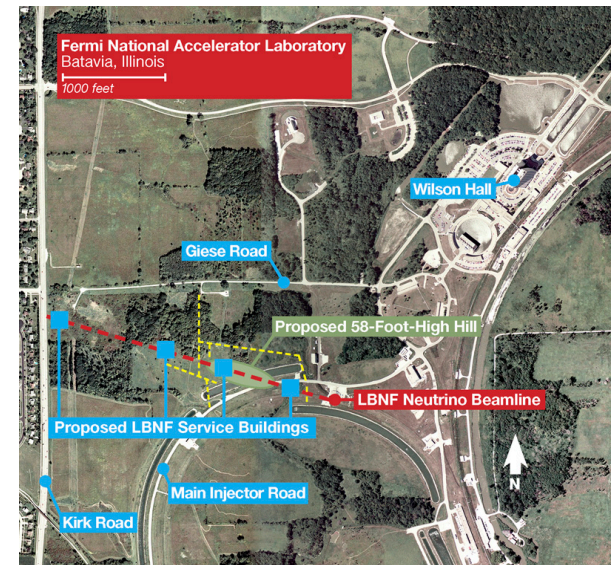 Fermi National Accelerator Laboratory
Batavia, Illinois
1000 feet
Wilson Hall
Giese Road
Proposed 58-Foot-High Hill
LBNF Neutrino Beamline
Proposed LBNF Service Buildings
Main Injector Road
Kirk Road
N